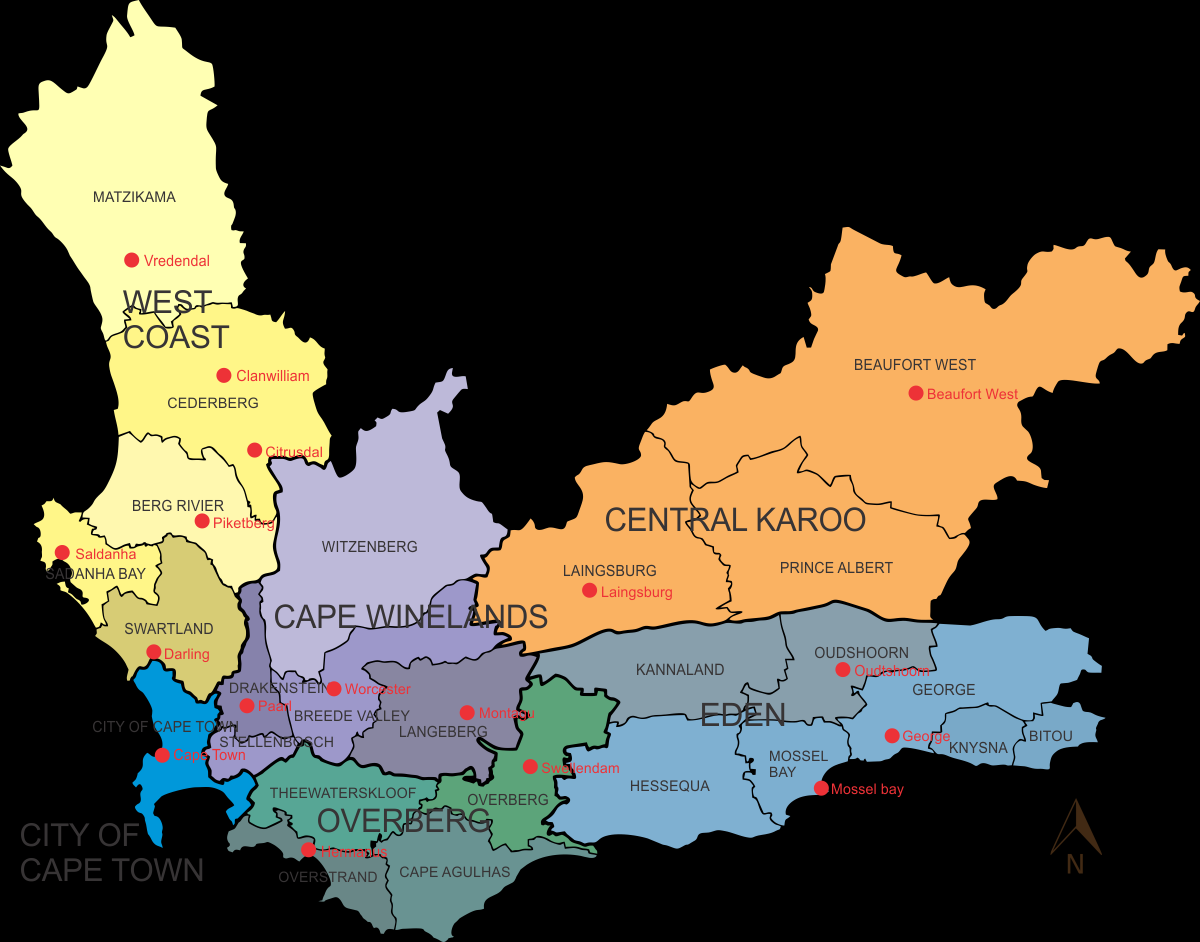 MATZIKAMA
Vredendal
WEST
COAST
Clanwilliam
CEDERBERG
Citrusdal
BERG RIVIER
Piketberg
Saldanha
SADANHA BAY
SWARTLAND
Darling
WITZENBERG
CAPE WINELANDS
DRAKENSTEIN
Worcester
Paarl
BREEDE VALLEY
Montagu
LANGEBERG
STELLENBOSCH
CITY OF CAPE TOWN
Cape Town
CITY OF
CAPE TOWN
THEEWATERSKLOOF
OVERBERG
OVERBERG
Swellendam
Hermanus
OVERSTRAND
CAPE AGULHAS
BEAUFORT WEST
Beaufort West
CENTRAL KAROO
LAINGSBURG
Laingsburg
PRINCE ALBERT
KANNALAND
OUDSHOORN
Oudtshoorn
GEORGE
EDEN
George
KNYSNA
BITOU
MOSSEL
BAY
HESSEQUA
Mossel bay
N